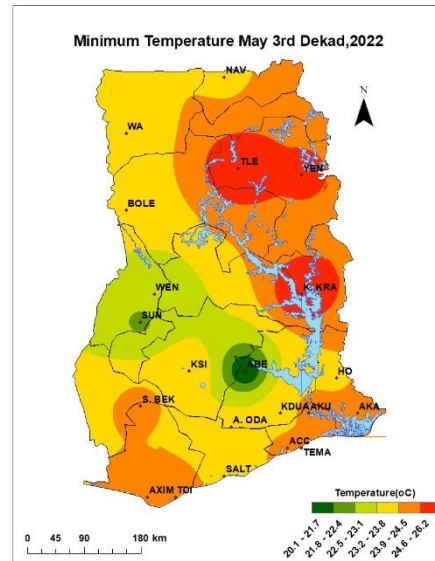 Minimum Temperature May 3rd Dekad,2022
NAV
N
WA
TLE
YEN
BOLE
WEN
K. KRA
SUN
KSI
ABE
HO
S. BEK
A. ODA
KDUAAKU
AKA
ACC
TEMA
SALT
AXIM TDI
Temperature(oC)
20.1 - 21.7
21.8 - 22.4
22.5 - 23.1
23.2 - 23.8
23.9 - 24.5
24.6 - 26.2
0 45 90 180 km